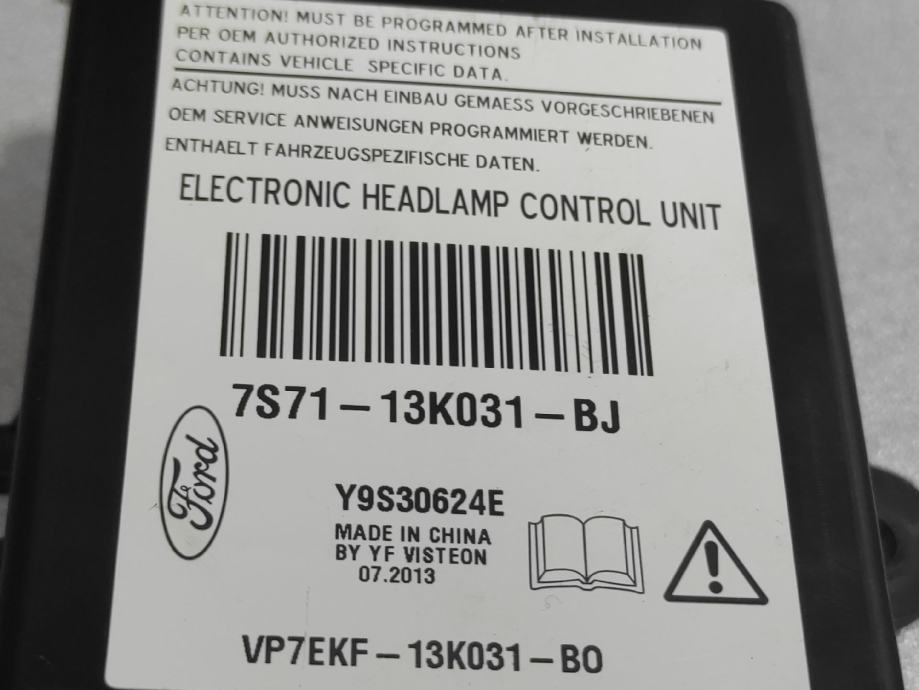 ATTENTION! MUST BE PROGRAMMED AFTER INSTALLATION
PER OEM AUTHORIZED INSTRUCTIONS
CONTAINS VEHICLE SPECIFIC DATA.
ACHTUNG! MUSS NACH EINBAU GEMAESS VORGESCHRIEBENEN
OEM SERVICE ANWEISUNGEN PROGRAMMIERT WERDEN.
ENTHAELT FAHRZEUGSPEZIFISCHE DATEN.
ELECTRONIC HEADLAMP CONTROL UNIT
7S71-13K031-BJ
Ford
Y9S30624E
MADE IN CHINA
BY YF VISTEON
07.2013
VP7EKF-13K031-BO